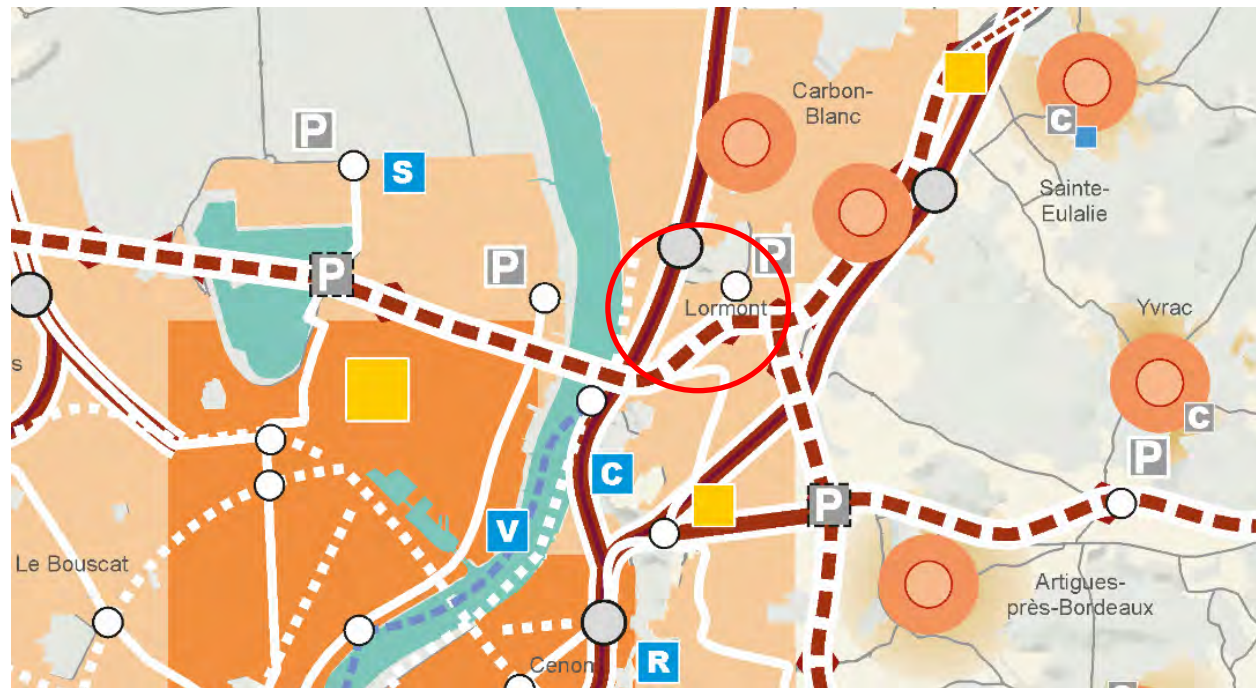 Carbon-
Blanc
P
C
S
Sainte-
Eulalie
P
P
P
Lormont
Yvrac
s
C
C
P
P
V
Le Bouscat
Artigues-
près-Bordeaux
Cenon
R